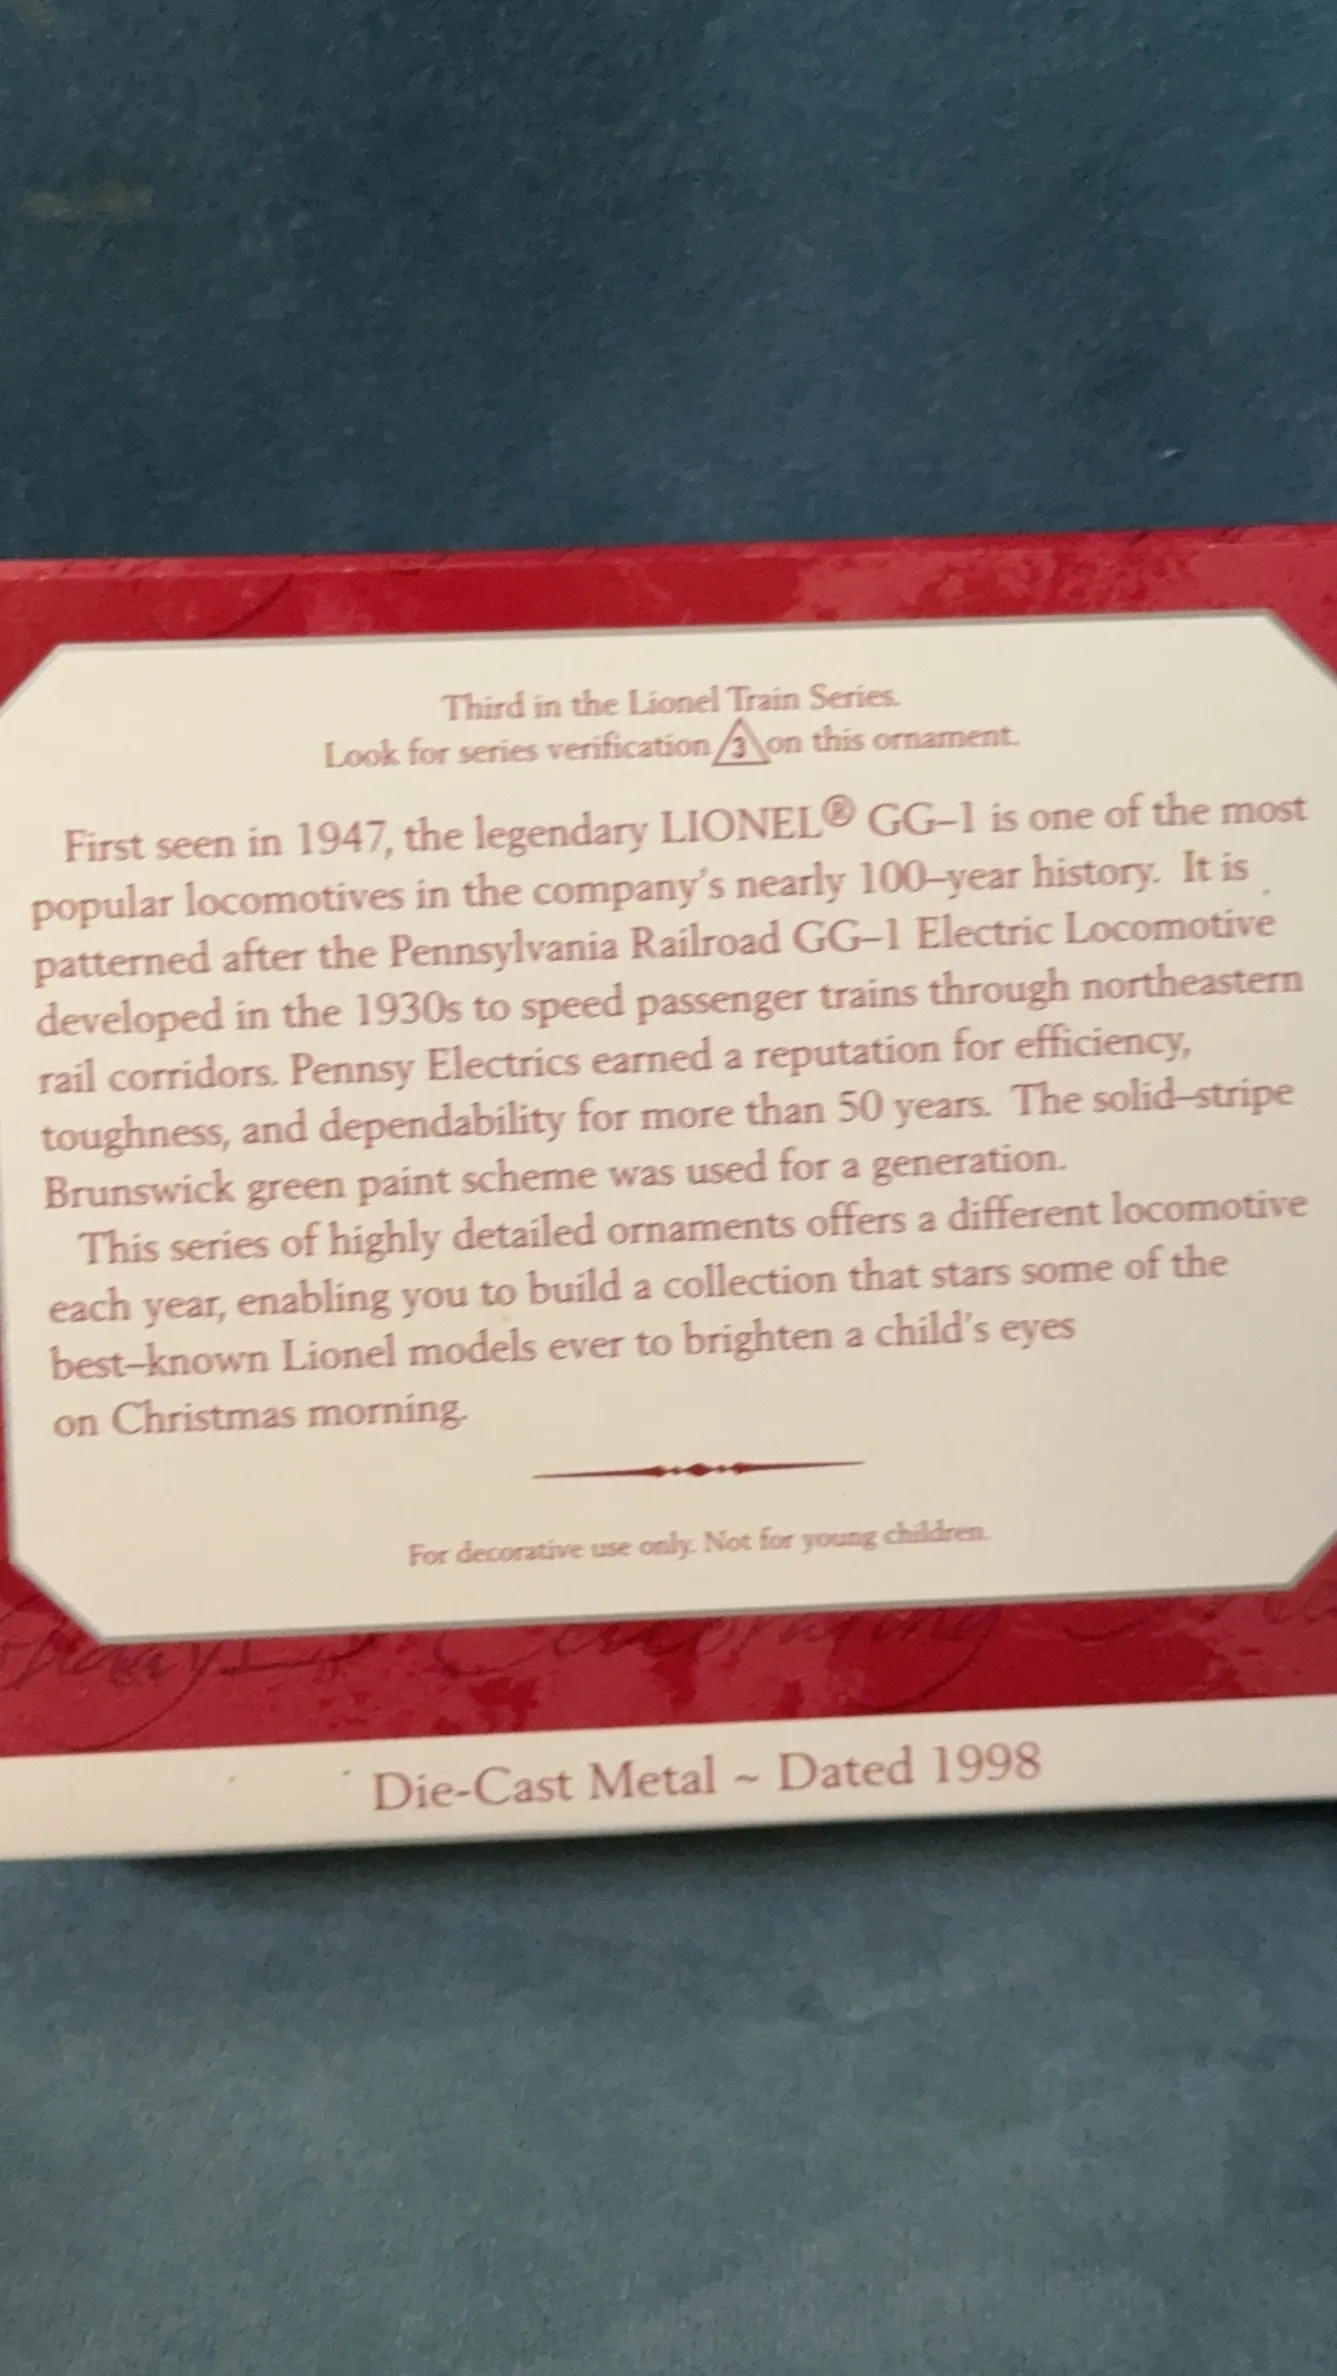 Third in the Lionel Train Series.
Look for series verification 3 on this ornament.
First seen in 1947, the legendary LIONEL® GG–1 is one of the most
popular locomotives in the company's nearly 100–year history. It is
patterned after the Pennsylvania Railroad GG–1 Electric Locomotive
developed in the 1930s to speed passenger trains through northeastern
rail corridors. Pennsy Electrics earned a reputation for efficiency,
toughness, and dependability for more than 50 years. The solid–stripe
Brunswick green paint scheme was used for a generation.
This series of highly detailed ornaments offers a different locomotive
each year, enabling you to build a collection that stars some of the
best–known Lionel models ever to brighten a child's eyes
on Christmas morning.
For decorative use only. Not for young children.
Die-Cast Metal ~ Dated 1998